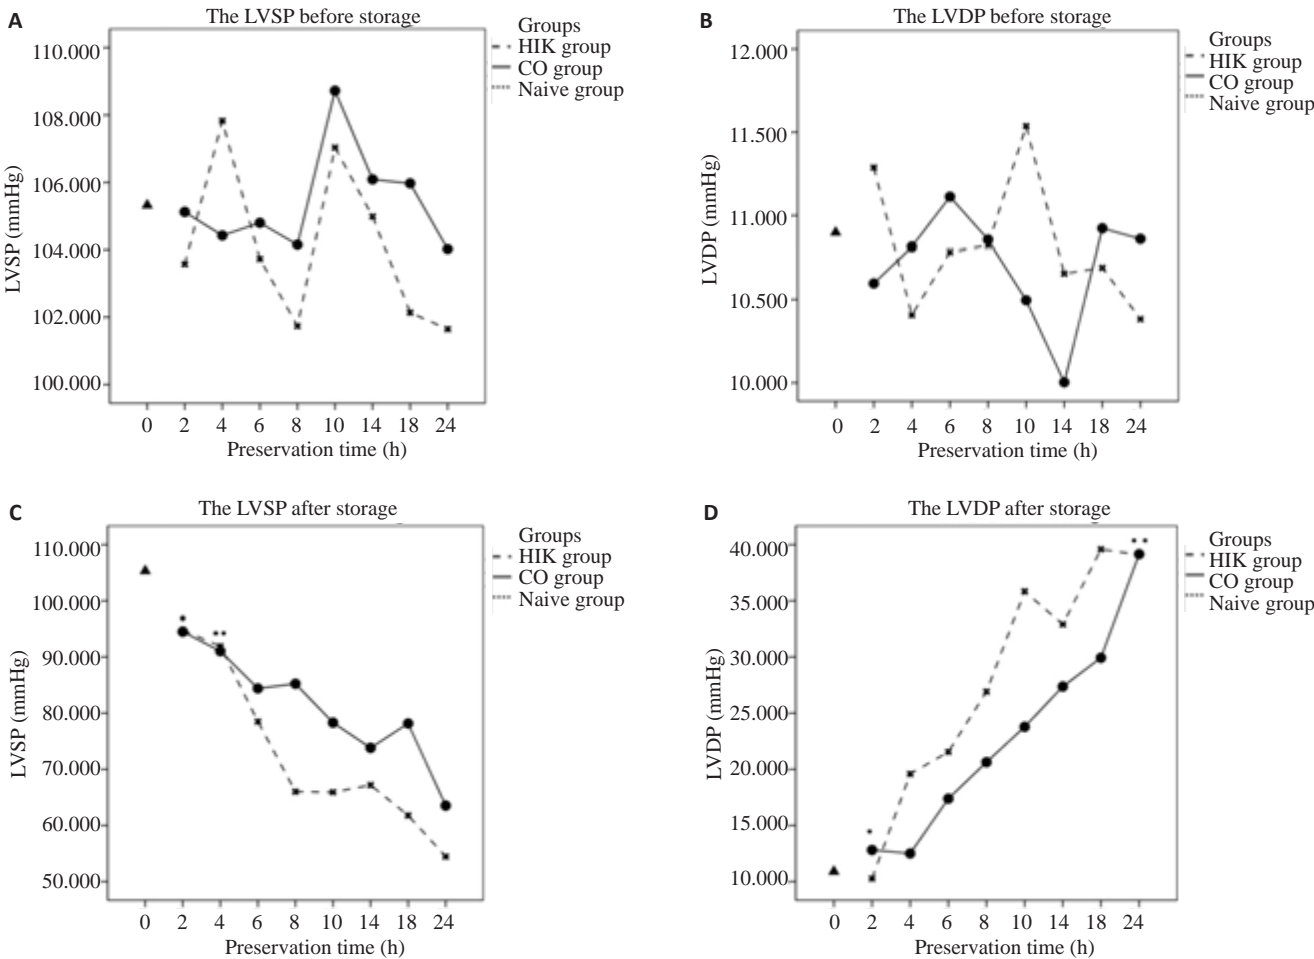 A
The LVSP before storage
Groups
HIK group
CO group
Naive group
110.000
108.000
106.000
104.000
102.000
100.000
LVSP (mmHg)
0 2 4 6 8 10 14 18 24
Preservation time (h)
B
The LVDP before storage
Groups
HIK group
CO group
Naive group
12.000
11.500
11.000
10.500
10.000
LVDP (mmHg)
0 2 4 6 8 10 14 18 24
Preservation time (h)
C
The LVSP after storage
Groups
HIK group
CO group
Naive group
110.000
100.000
90.000
80.000
70.000
60.000
50.000
LVSP (mmHg)
* **
0 2 4 6 8 10 14 18 24
Preservation time (h)
D
The LVDP after storage
Groups
HIK group
CO group
Naive group
40.000
35.000
30.000
25.000
20.000
15.000
10.000
LVDP (mmHg)
* **
0 2 4 6 8 10 14 18 24
Preservation time (h)